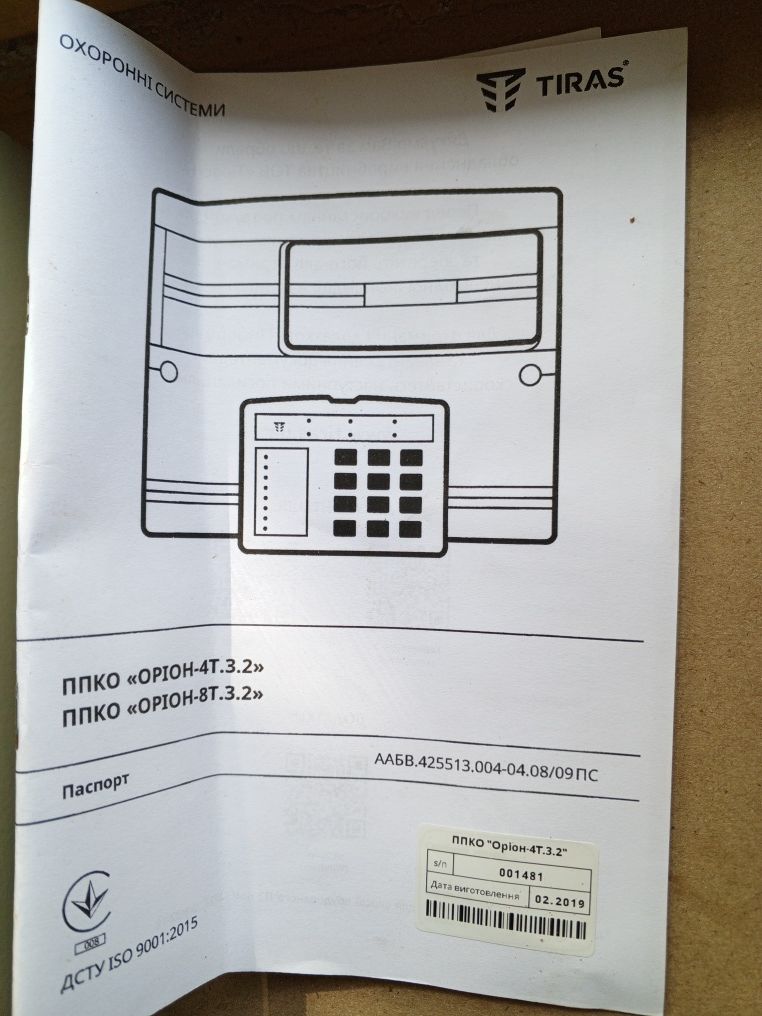 ОХОРОННІ СИСТЕМИ
TIRAS®
ППКО «ОРІОН-4Т.3.2»
ППКО «ОРІОН-8Т.3.2»
ААБВ.425513.004-04.08/09 ПС
Паспорт
ППКО "Оріон-4Т.3.2"
s/n 001481
Дата виготовлення 02.2019
008
ДСТУ ISO 9001:2015